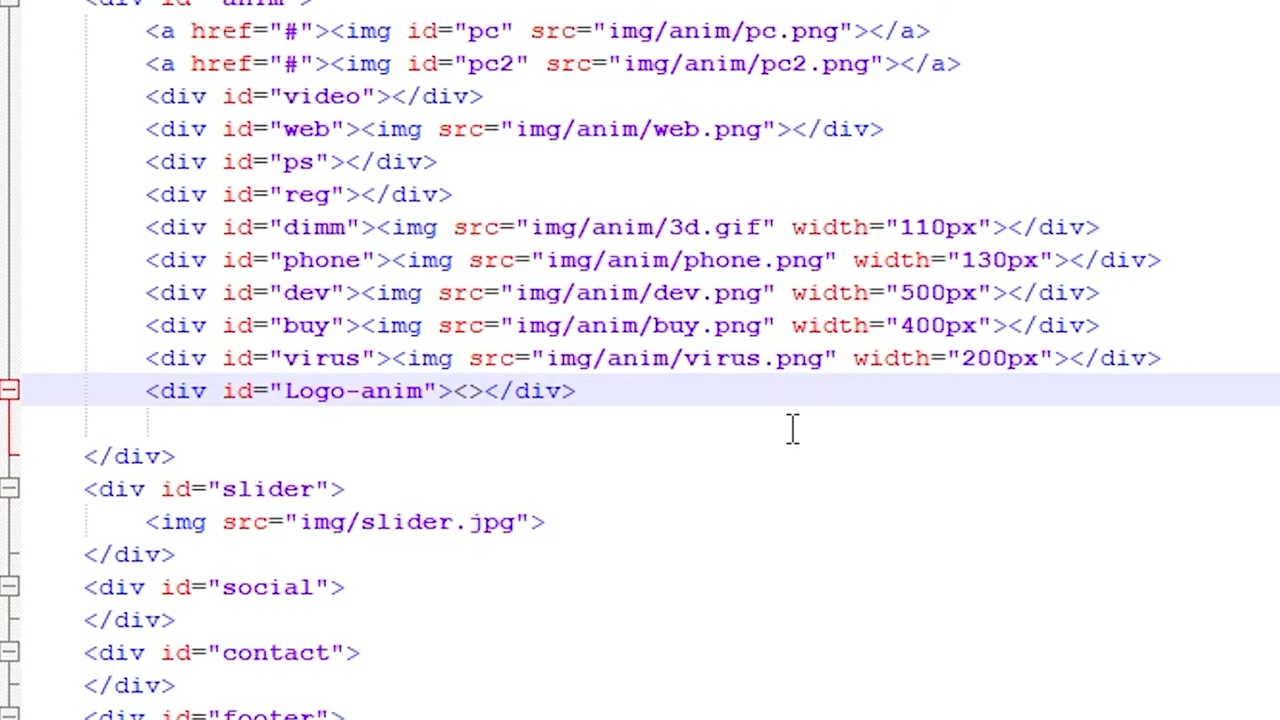 <div id="anim">
<a href="#"><img id="pc" src="img/anim/pc.png"></a>
<a href="#"><img id="pc2" src="img/anim/pc2.png"></a>
<div id="video"></div>
<div id="web"><img src="img/anim/web.png"></div>
<div id="ps"></div>
<div id="reg"></div>
<div id="dimm"><img src="img/anim/3d.gif" width="110px"></div>
<div id="phone"><img src="img/anim/phone.png" width="130px"></div>
<div id="dev"><img src="img/anim/dev.png" width="500px"></div>
<div id="buy"><img src="img/anim/buy.png" width="400px"></div>
<div id="virus"><img src="img/anim/virus.png" width="200px"></div>
<div id="Logo-anim"><></div>
</div>
<div id="slider">
<img src="img/slider.jpg">
</div>
<div id="social">
</div>
<div id="contact">
</div>
<div id="footer">